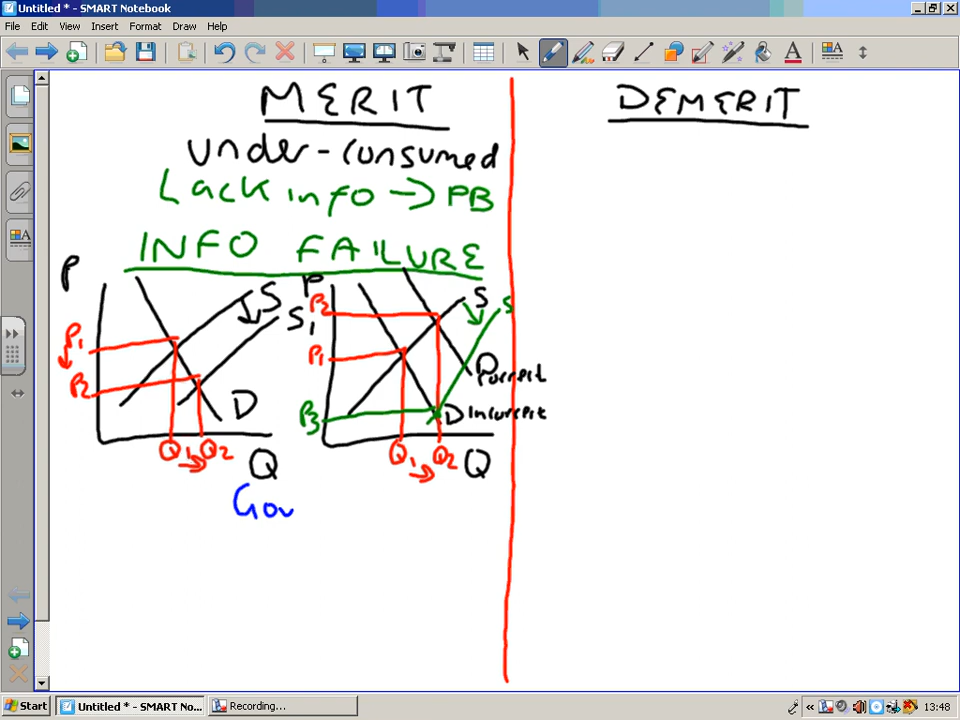 Untitled * - SMART Notebook
File Edit View Insert Format Draw Help
MERIT
under-consumed
Lack info → PB
INFO FAILURE
P
S
S1
P1
P2
D
Q1 → Q2
Q
P
P2
P1
P3
S
S
D correct
D incorrect
Q1 → Q2
Q
Gov
DEMERIT
Start
Untitled * - SMART No...
Recording...
13:48